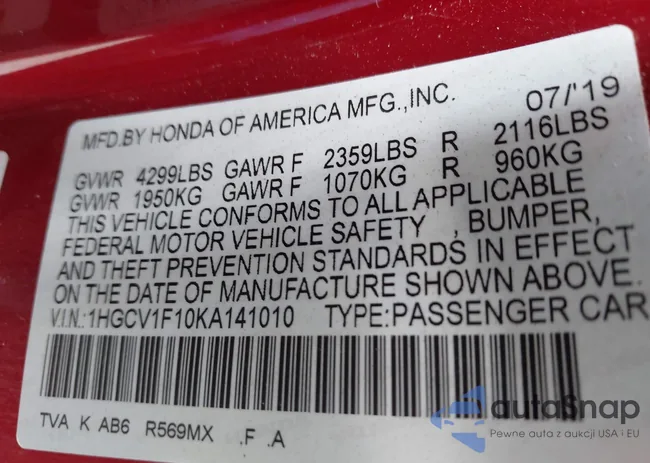 MFD.BY HONDA OF AMERICA MFG.,INC. 07/'19
GVWR 4299LBS GAWR F 2359LBS R 2116LBS
GVWR 1950KG GAWR F 1070KG R 960KG
THIS VEHICLE CONFORMS TO ALL APPLICABLE
FEDERAL MOTOR VEHICLE SAFETY , BUMPER,
AND THEFT PREVENTION STANDARDS IN EFFECT
ON THE DATE OF MANUFACTURE SHOWN ABOVE.
V.I.N.:1HGCV1F10KA141010 TYPE:PASSENGER CAR
TVA K AB6 R569MX .F .A
autoSnap
Pewne auta z aukcji USA i EU